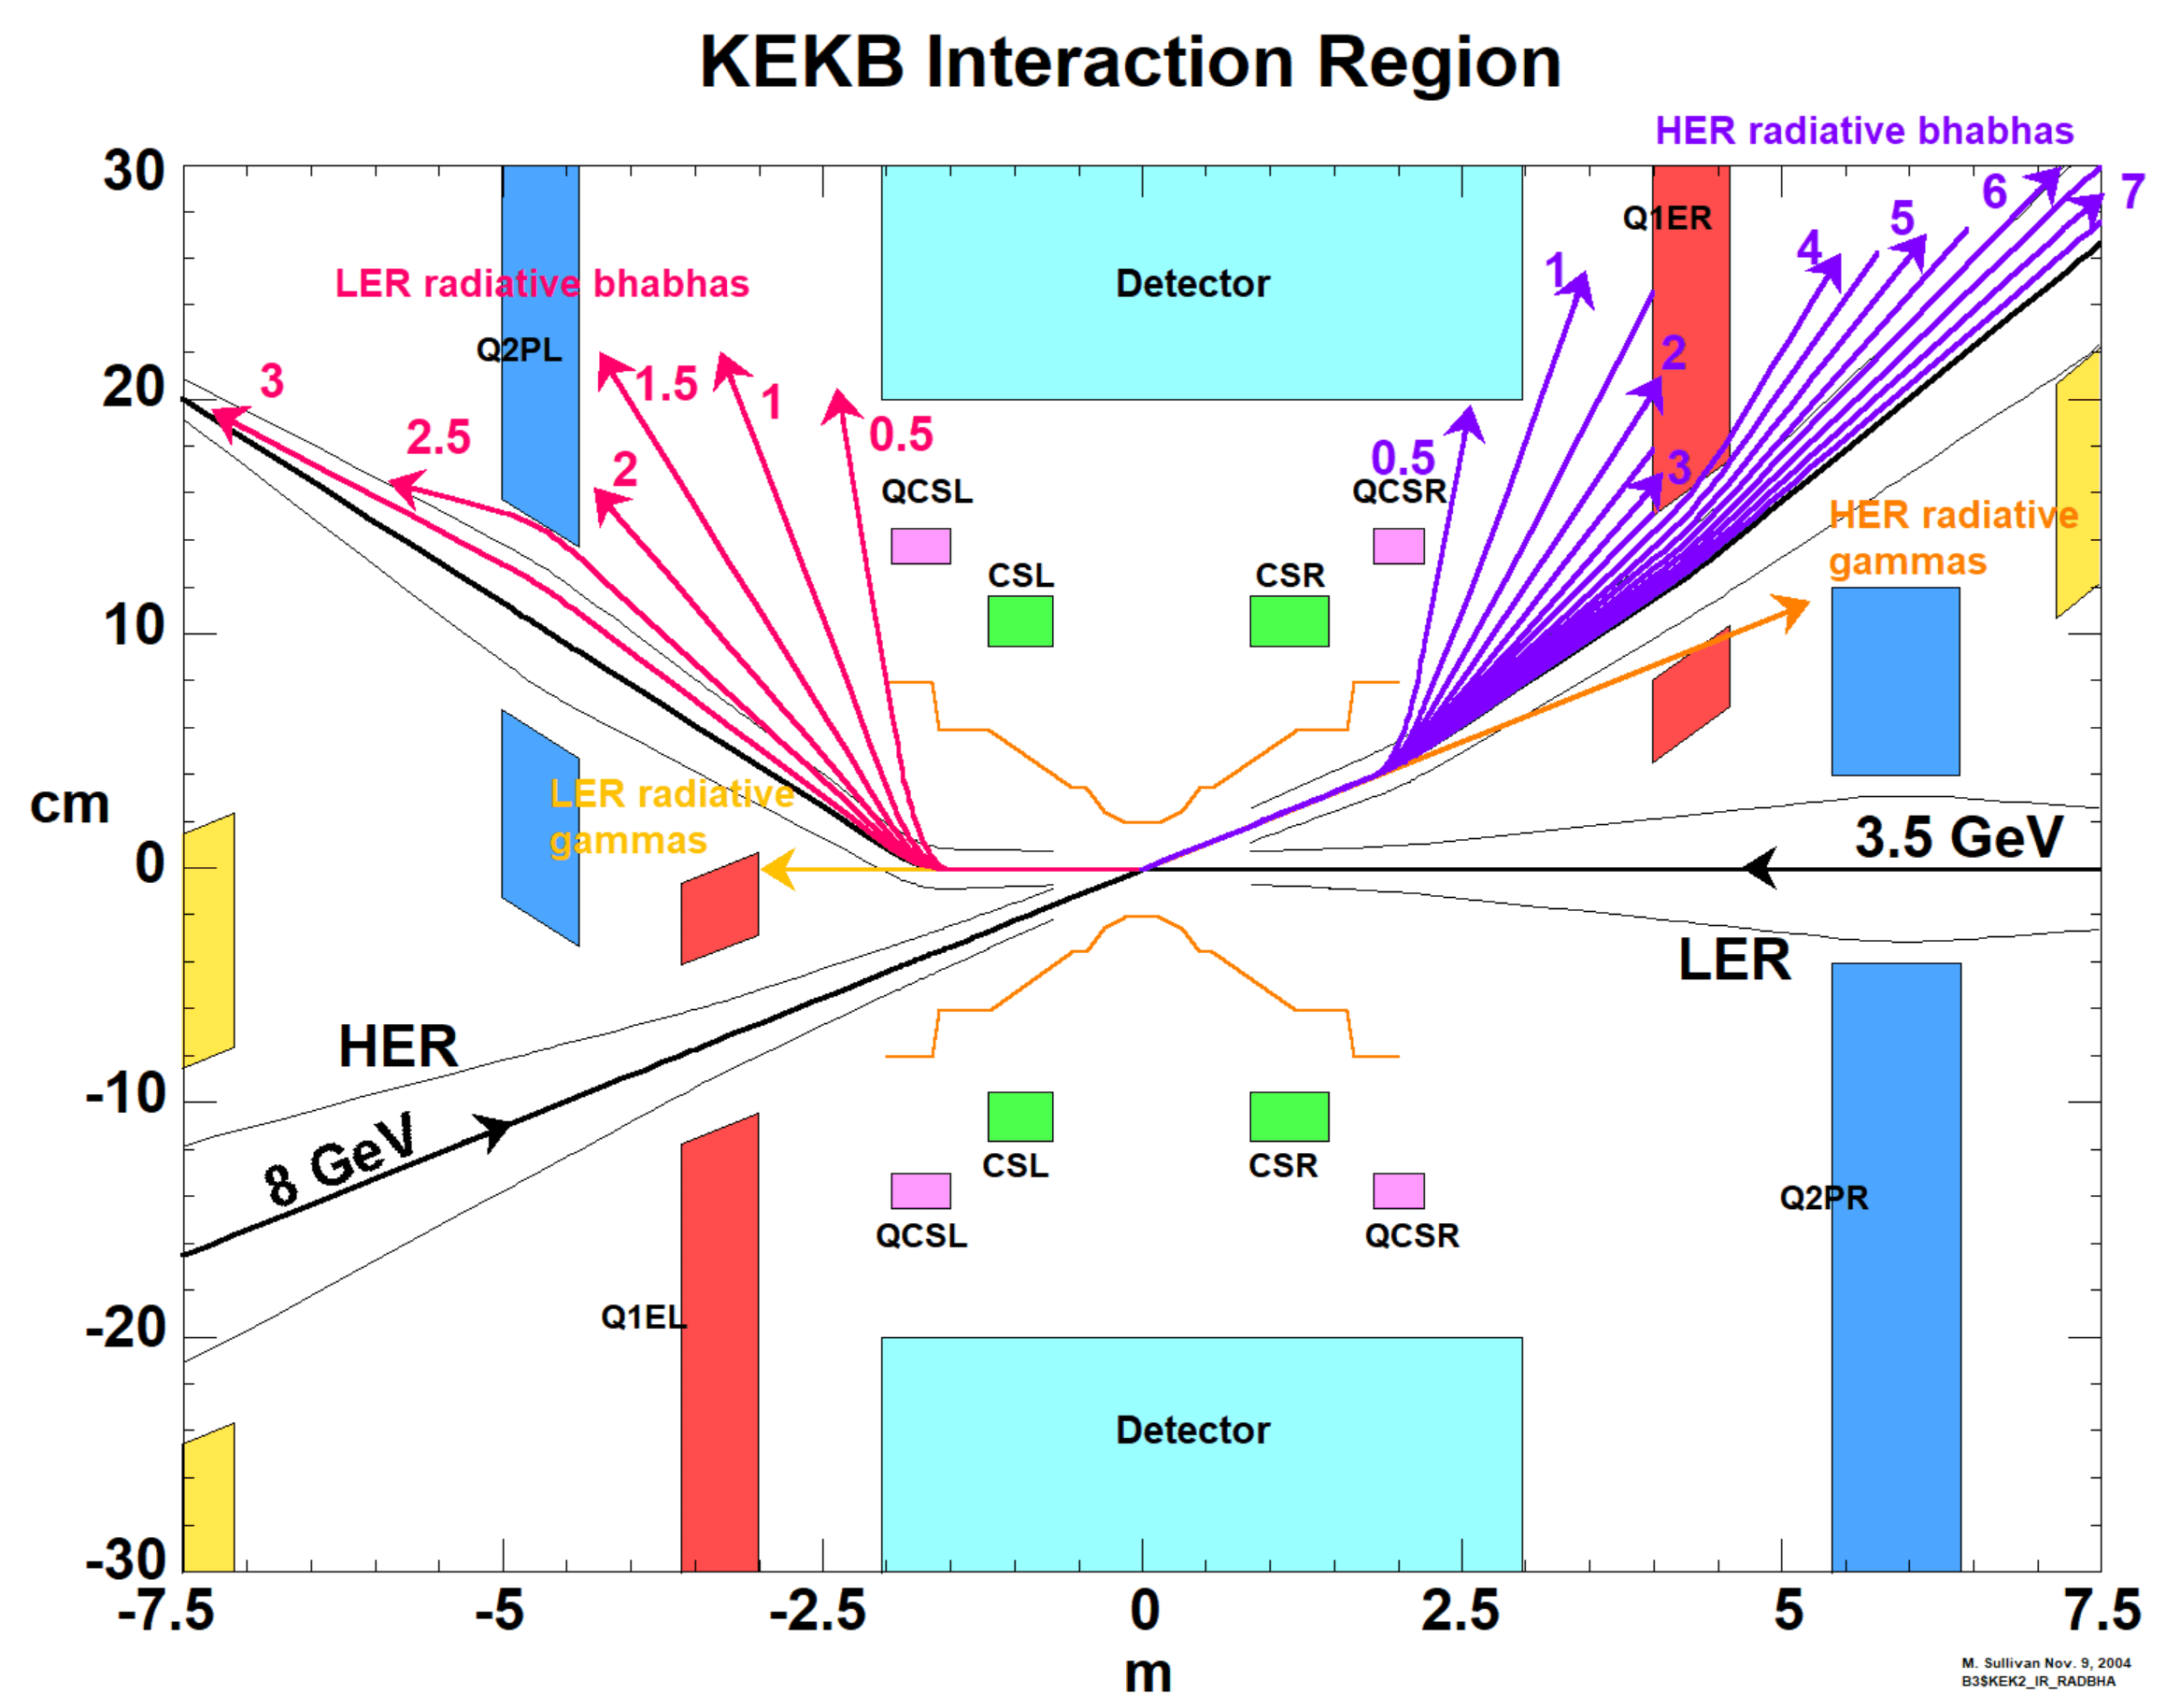 KEKB Interaction Region
HER radiative bhabhas
30
20
10
0
-10
-20
-30
cm
LER radiative bhabhas
Q2PL
3
2.5
2
1.5
1
0.5
Detector
Q1ER
1
2
3
4
5
6
7
0.5
QCSL
QCSR
CSL
CSR
HER radiative
gammas
LER radiative
gammas
3.5 GeV
LER
HER
8 GeV
CSL
CSR
QCSL
QCSR
Q2PR
Q1EL
Detector
-7.5
-5
-2.5
0
2.5
5
7.5
m
M. Sullivan Nov. 9, 2004
B3$KEK2_IR_RADBHA